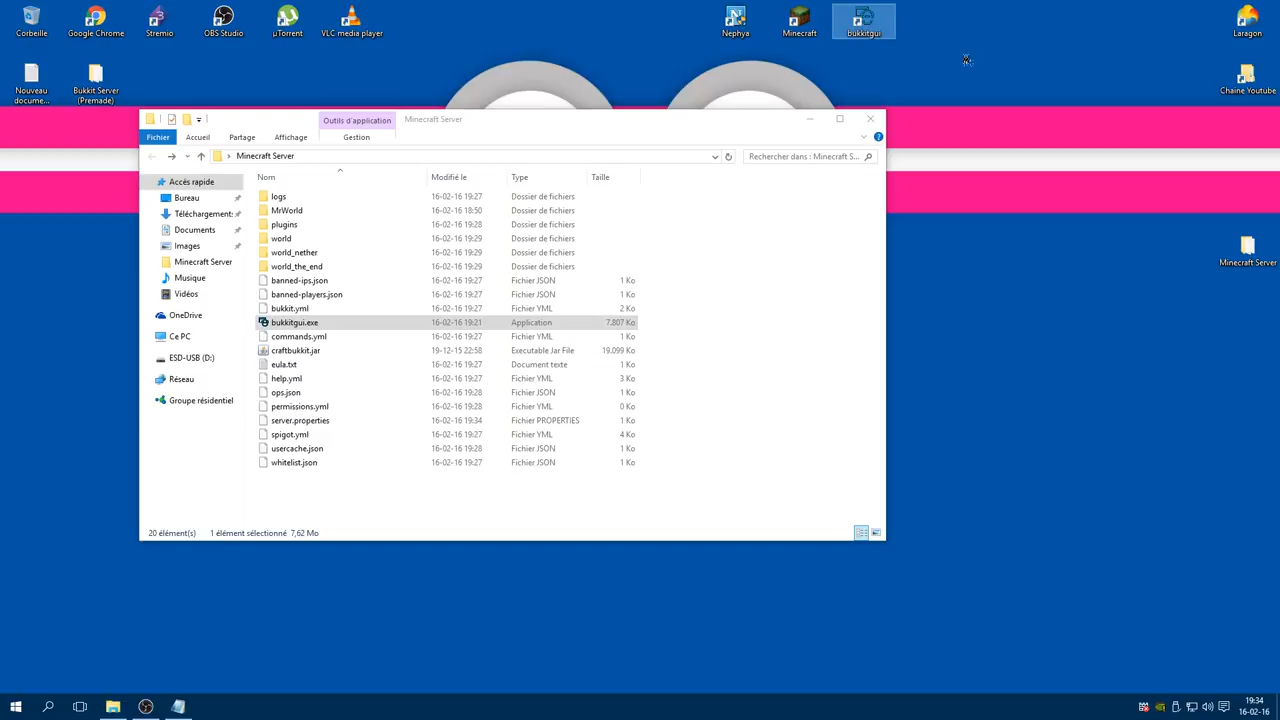 Corbeille
Google Chrome
Stremio
OBS Studio
µTorrent
VLC media player
Nephya
Minecraft
bukkitgui
Laragon
Nouveau
docume...
Bukkit Server
(Premade)
Chaine Youtube
Minecraft Server
Outils d'application
Minecraft Server
Fichier
Accueil
Partage
Affichage
Gestion
Minecraft Server
Rechercher dans : Minecraft S...
Nom
Modifié le
Type
Taille
Accès rapide
Bureau
Téléchargement:
Documents
Images
Minecraft Server
Musique
Vidéos
OneDrive
Ce PC
ESD-USB (D:)
Réseau
Groupe résidentiel
logs 16-02-16 19:27 Dossier de fichiers
MrWorld 16-02-16 18:50 Dossier de fichiers
plugins 16-02-16 19:28 Dossier de fichiers
world 16-02-16 19:29 Dossier de fichiers
world_nether 16-02-16 19:29 Dossier de fichiers
world_the_end 16-02-16 19:29 Dossier de fichiers
banned-ips.json 16-02-16 19:27 Fichier JSON 1 Ko
banned-players.json 16-02-16 19:27 Fichier JSON 1 Ko
bukkit.yml 16-02-16 19:27 Fichier YML 2 Ko
bukkitgui.exe 16-02-16 19:21 Application 7.807 Ko
commands.yml 16-02-16 19:27 Fichier YML 1 Ko
craftbukkit.jar 19-12-15 22:58 Executable Jar File 19.099 Ko
eula.txt 16-02-16 19:27 Document texte 1 Ko
help.yml 16-02-16 19:27 Fichier YML 3 Ko
ops.json 16-02-16 19:28 Fichier JSON 1 Ko
permissions.yml 16-02-16 19:28 Fichier YML 0 Ko
server.properties 16-02-16 19:34 Fichier PROPERTIES 1 Ko
spigot.yml 16-02-16 19:27 Fichier YML 4 Ko
usercache.json 16-02-16 19:28 Fichier JSON 1 Ko
whitelist.json 16-02-16 19:27 Fichier JSON 1 Ko
20 élément(s)
1 élément sélectionné 7,62 Mo
19:34
16-02-16